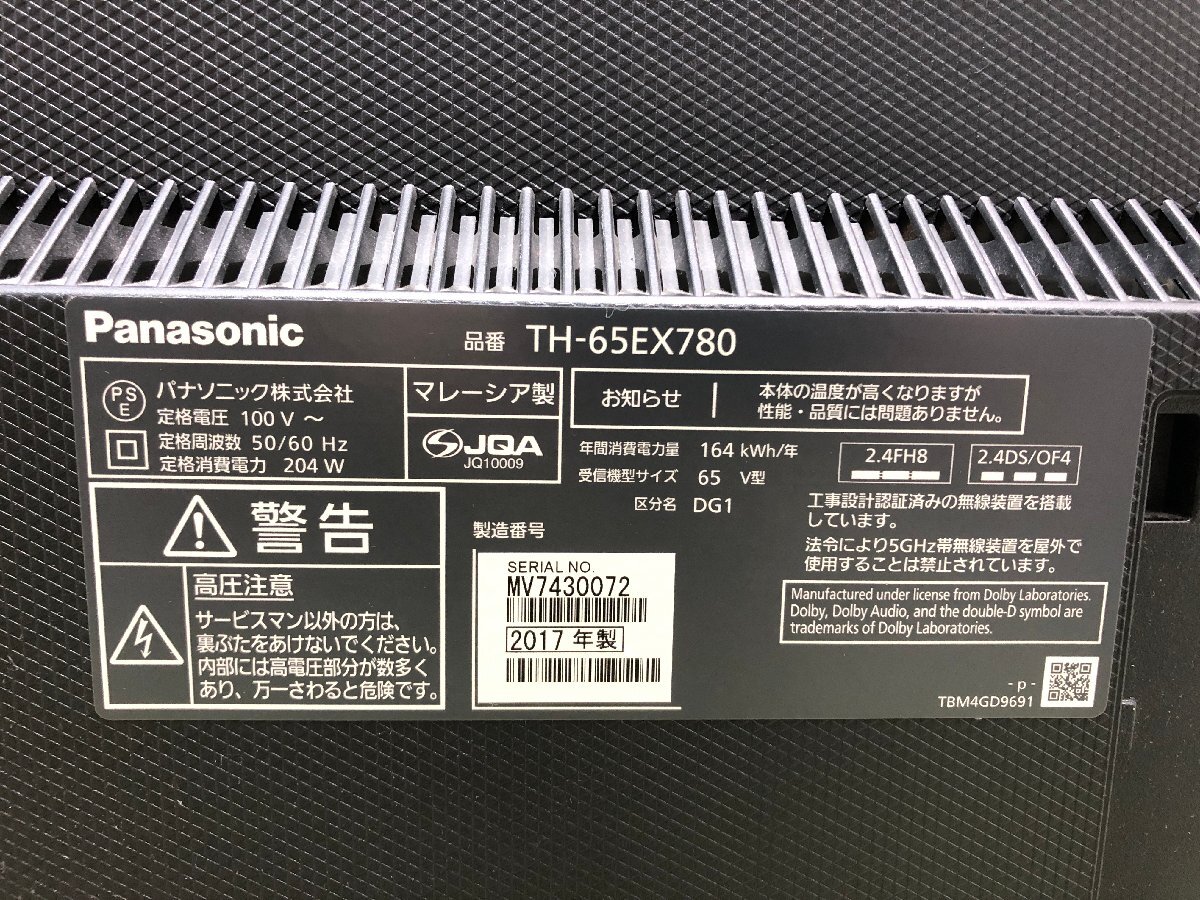 Panasonic
品番 TH-65EX780
PS
E
パナソニック株式会社
定格電圧 100 V ～
定格周波数 50/60 Hz
定格消費電力 204 W
マレーシア製
JQA
JQ10009
お知らせ
本体の温度が高くなりますが
性能・品質には問題ありません。
年間消費電力量 164 kWh/年
受信機型サイズ 65 V型
区分名 DG1
2.4FH8
2.4DS/OF4
工事設計認証済みの無線装置を搭載
しています。
法令により5GHz帯無線装置を屋外で
使用することは禁止されています。
警告
高圧注意
サービスマン以外の方は、
裏ぶたをあけないでください。
内部には高電圧部分が数多く
あり、万一さわると危険です。
製造番号
SERIAL NO.
MV7430072
2017 年製
Manufactured under license from Dolby Laboratories.
Dolby, Dolby Audio, and the double-D symbol are
trademarks of Dolby Laboratories.
- p -
TBM4GD9691